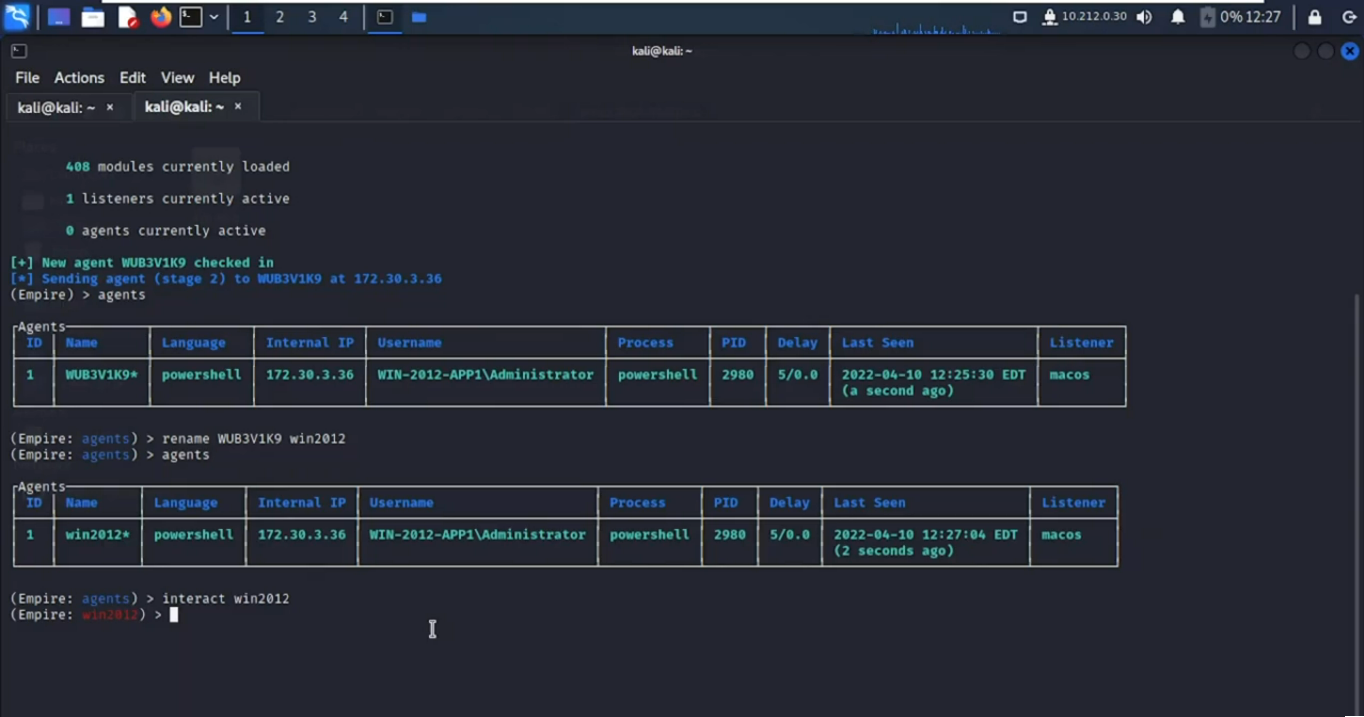 1 2 3 4 10.212.0.30 0% 12:27
kali@kali: ~
File Actions Edit View Help
kali@kali: ~ × kali@kali: ~ ×
408 modules currently loaded
1 listeners currently active
0 agents currently active
[+] New agent WUB3V1K9 checked in
[*] Sending agent (stage 2) to WUB3V1K9 at 172.30.3.36
(Empire) > agents
Agents
ID Name Language Internal IP Username Process PID Delay Last Seen Listener
1 WUB3V1K9* powershell 172.30.3.36 WIN-2012-APP1\Administrator powershell 2980 5/0.0 2022-04-10 12:25:30 EDT macos
(a second ago)
(Empire: agents) > rename WUB3V1K9 win2012
(Empire: agents) > agents
Agents
ID Name Language Internal IP Username Process PID Delay Last Seen Listener
1 win2012* powershell 172.30.3.36 WIN-2012-APP1\Administrator powershell 2980 5/0.0 2022-04-10 12:27:04 EDT macos
(2 seconds ago)
(Empire: agents) > interact win2012
(Empire: win2012) >